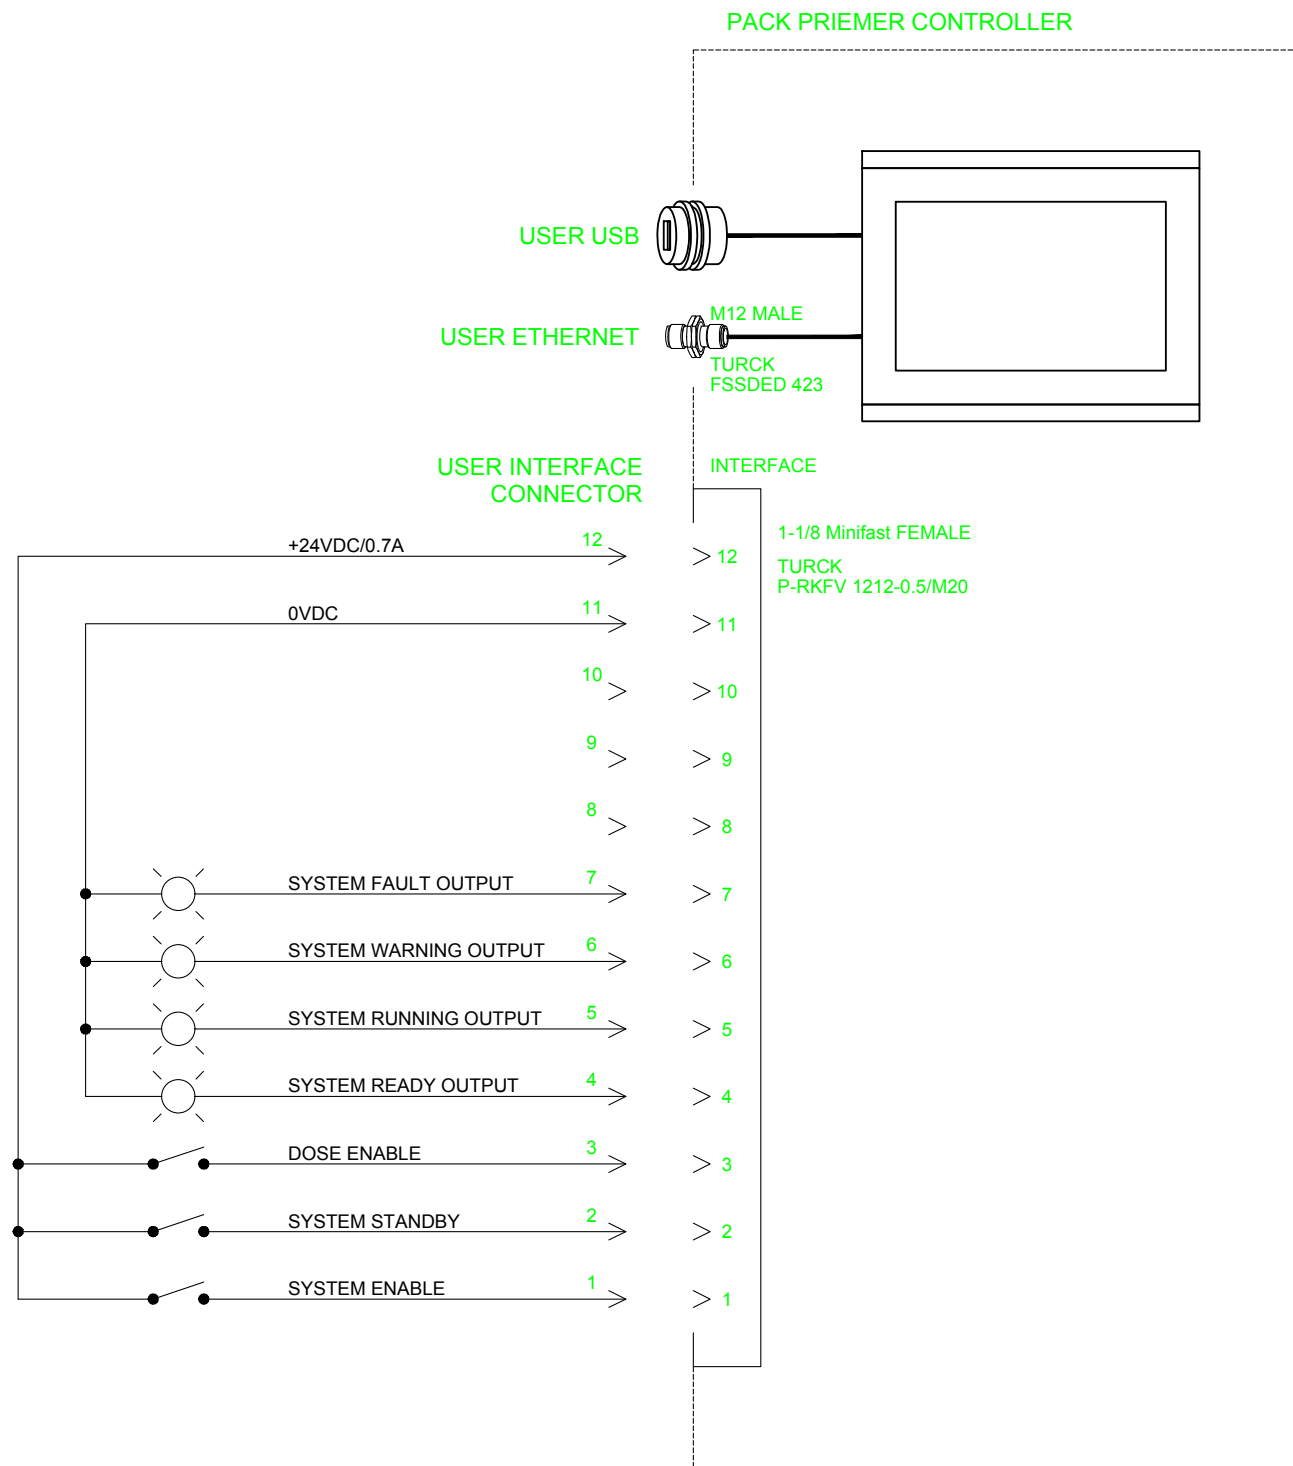 PACK PRIEMER CONTROLLER
USER USB
M12 MALE
USER ETHERNET
TURCK
FSSDED 423
USER INTERFACE
CONNECTOR
INTERFACE
1-1/8 Minifast FEMALE
TURCK
P-RKFV 1212-0.5/M20
+24VDC/0.7A 12 12
0VDC 11 11
10 10
9 9
8 8
SYSTEM FAULT OUTPUT 7 7
SYSTEM WARNING OUTPUT 6 6
SYSTEM RUNNING OUTPUT 5 5
SYSTEM READY OUTPUT 4 4
DOSE ENABLE 3 3
SYSTEM STANDBY 2 2
SYSTEM ENABLE 1 1